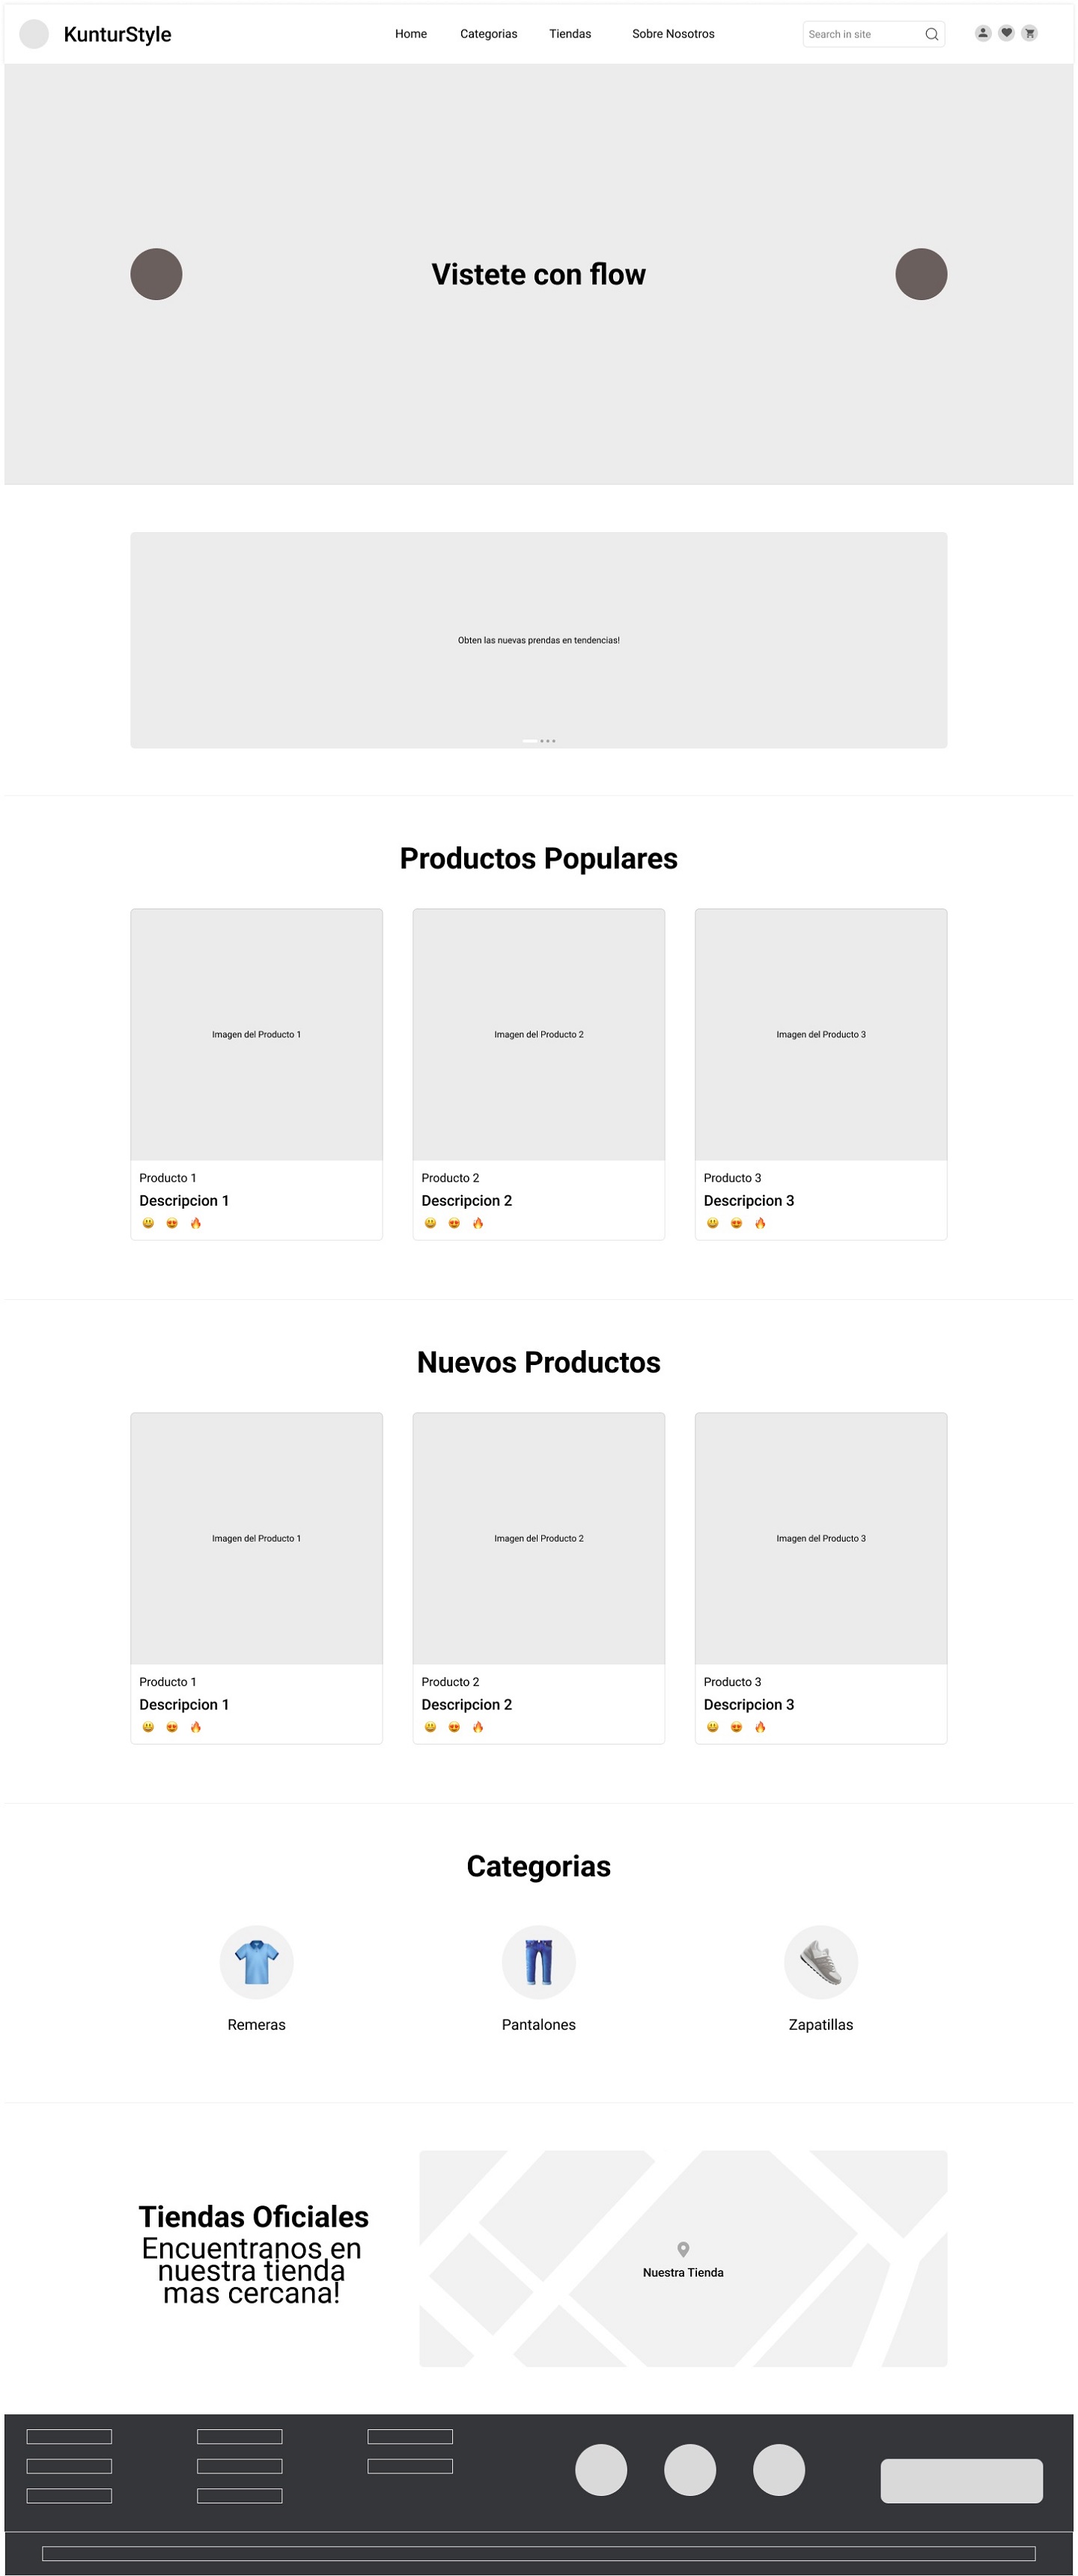 KunturStyle
Home
Categorias
Tiendas
Sobre Nosotros
Search in site
Vistete con flow
Obten las nuevas prendas en tendencias!
Productos Populares
Imagen del Producto 1
Imagen del Producto 2
Imagen del Producto 3
Producto 1
Descripcion 1
Producto 2
Descripcion 2
Producto 3
Descripcion 3
Nuevos Productos
Imagen del Producto 1
Imagen del Producto 2
Imagen del Producto 3
Producto 1
Descripcion 1
Producto 2
Descripcion 2
Producto 3
Descripcion 3
Categorias
Remeras
Pantalones
Zapatillas
Tiendas Oficiales
Encuentranos en
nuestra tienda
mas cercana!
Nuestra Tienda